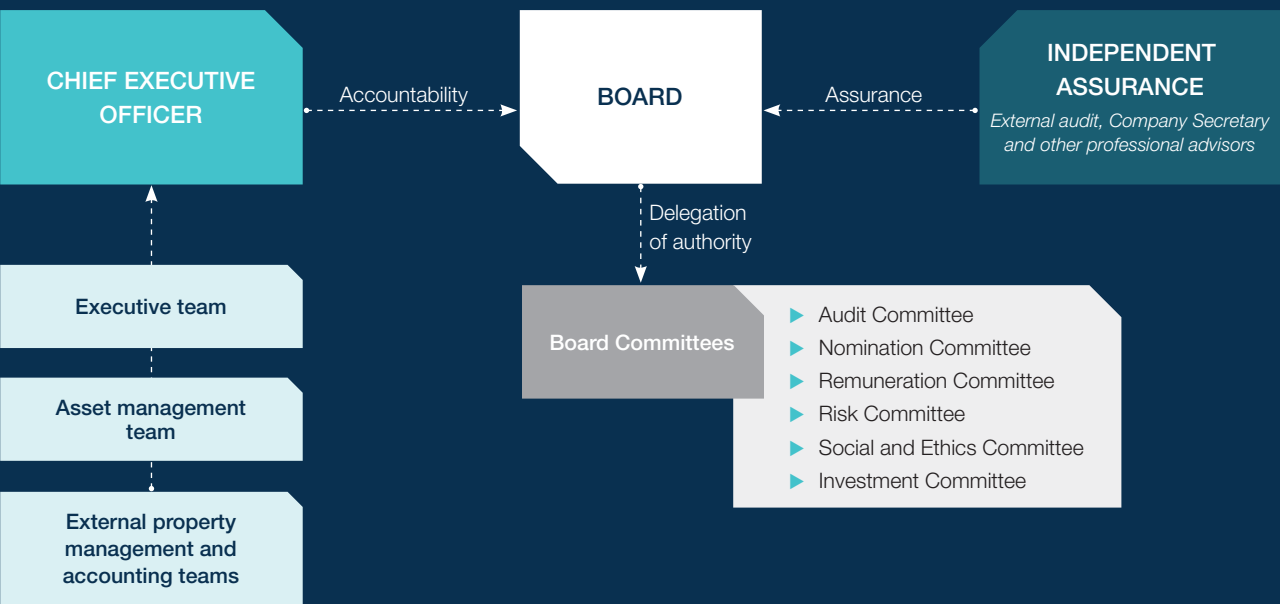 CHIEF EXECUTIVE
OFFICER
Accountability
BOARD
Assurance
INDEPENDENT
ASSURANCE
External audit, Company Secretary
and other professional advisors
Delegation
of authority
Executive team
Asset management
team
External property
management and
accounting teams
Board Committees
Audit Committee
Nomination Committee
Remuneration Committee
Risk Committee
Social and Ethics Committee
Investment Committee